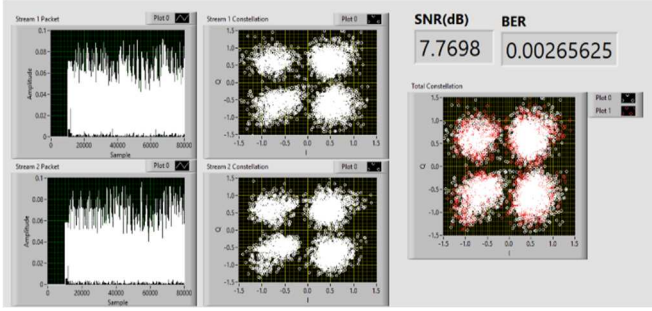 Stream 1 Packet
Plot 0
0.1
0.08
0.06
0.04
0.02
0
Amplitude
0 20000 40000 60000 80000
Sample
Stream 1 Constellation
Plot 0
1.5
1.0
0.5
0.0
-0.5
-1.0
-1.5
Q
-1.5 -1.0 -0.5 0.0 0.5 1.0 1.5
I
SNR(dB)
7.7698
BER
0.00265625
Stream 2 Packet
Plot 0
0.1
0.08
0.06
0.04
0.02
0
Amplitude
0 20000 40000 60000 80000
Sample
Stream 2 Constellation
Plot 0
1.5
1.0
0.5
0.0
-0.5
-1.0
-1.5
Q
-1.5 -1.0 -0.5 0.0 0.5 1.0 1.5
I
Total Constellation
Plot 0
Plot 1
1.5
1.0
0.5
0.0
-0.5
-1.0
-1.5
Q
-1.5 -1.0 -0.5 0.0 0.5 1.0 1.5
I